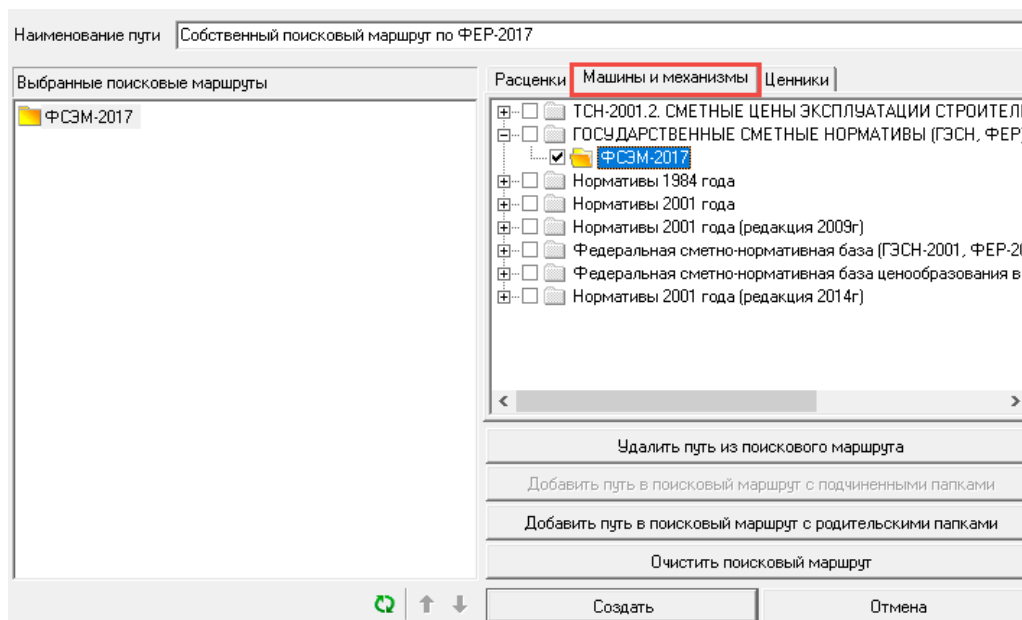 Наименование пути Собственный поисковый маршрут по ФЕР-2017
Выбранные поисковые маршруты
ФСЭМ-2017
Расценки Машины и механизмы Ценники
ТСН-2001.2. СМЕТНЫЕ ЦЕНЫ ЭКСПЛУАТАЦИИ СТРОИТЕЛ
ГОСУДАРСТВЕННЫЕ СМЕТНЫЕ НОРМАТИВЫ (ГЭСН, ФЕР
ФСЭМ-2017
Нормативы 1984 года
Нормативы 2001 года
Нормативы 2001 года (редакция 2009г)
Федеральная сметно-нормативная база (ГЭСН-2001, ФЕР-20
Федеральная сметно-нормативная база ценообразования в
Нормативы 2001 года (редакция 2014г)
Удалить путь из поискового маршрута
Добавить путь в поисковый маршрут с подчиненными папками
Добавить путь в поисковый маршрут с родительскими папками
Очистить поисковый маршрут
Создать Отмена